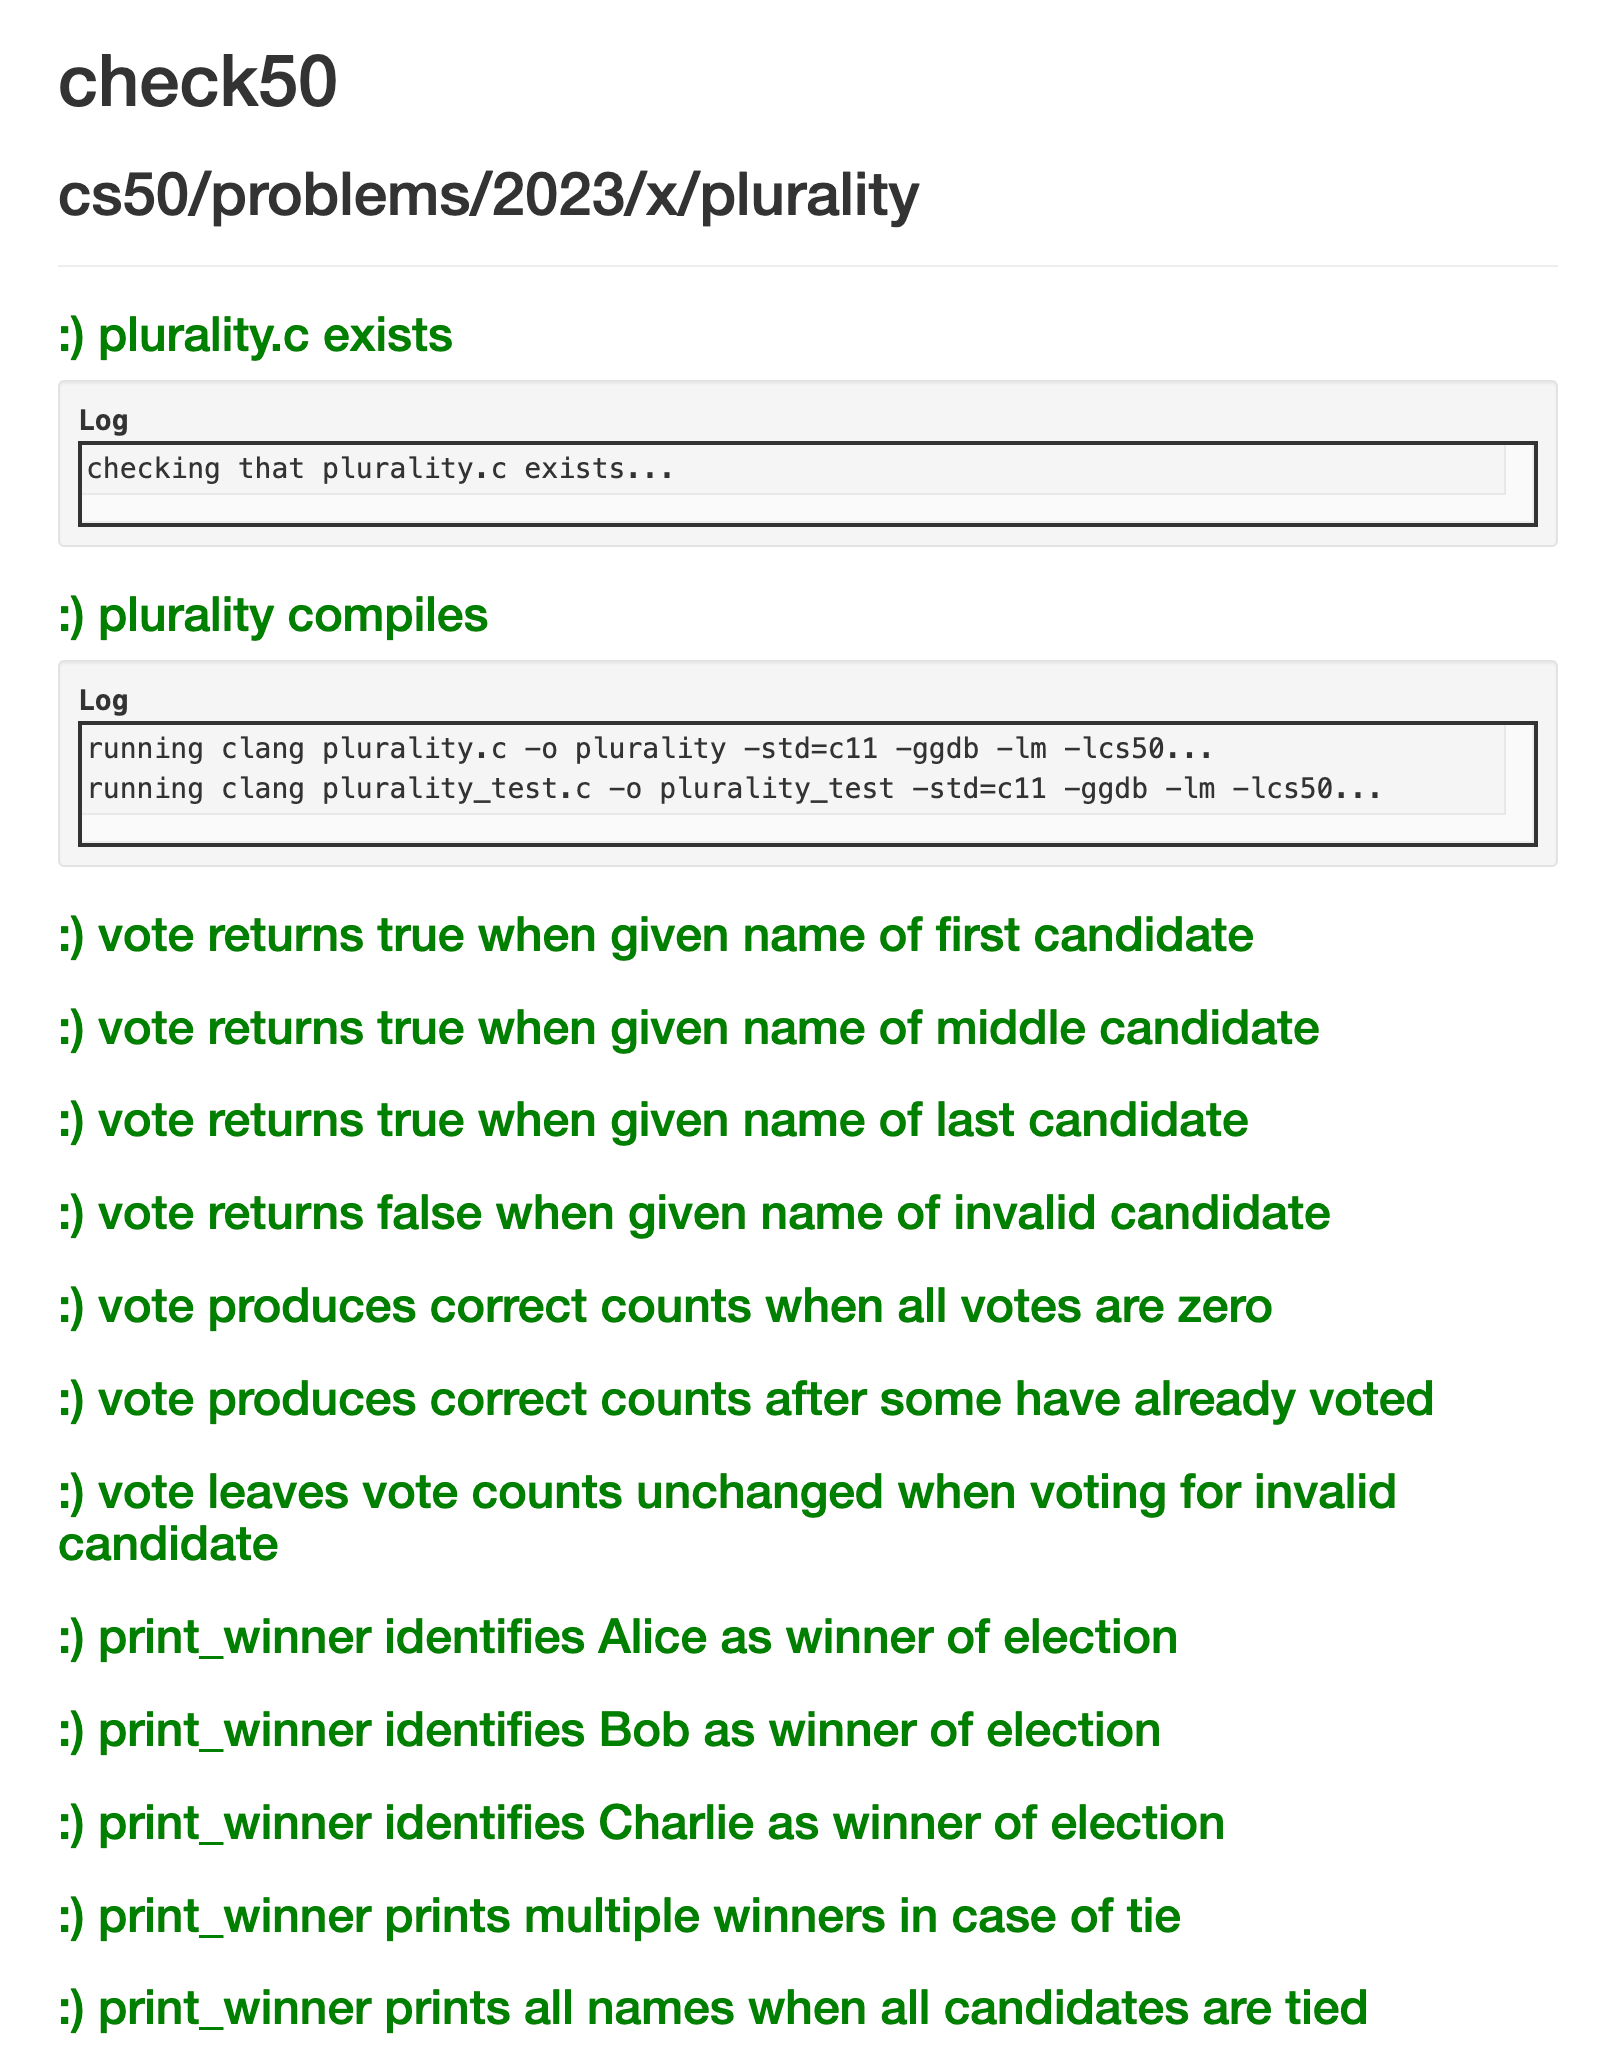 check50
cs50/problems/2023/x/plurality
:) plurality.c exists
Log
checking that plurality.c exists...
:) plurality compiles
Log
running clang plurality.c -o plurality -std=c11 -ggdb -lm -lcs50...
running clang plurality_test.c -o plurality_test -std=c11 -ggdb -lm -lcs50...
:) vote returns true when given name of first candidate
:) vote returns true when given name of middle candidate
:) vote returns true when given name of last candidate
:) vote returns false when given name of invalid candidate
:) vote produces correct counts when all votes are zero
:) vote produces correct counts after some have already voted
:) vote leaves vote counts unchanged when voting for invalid
candidate
:) print_winner identifies Alice as winner of election
:) print_winner identifies Bob as winner of election
:) print_winner identifies Charlie as winner of election
:) print_winner prints multiple winners in case of tie
:) print_winner prints all names when all candidates are tied